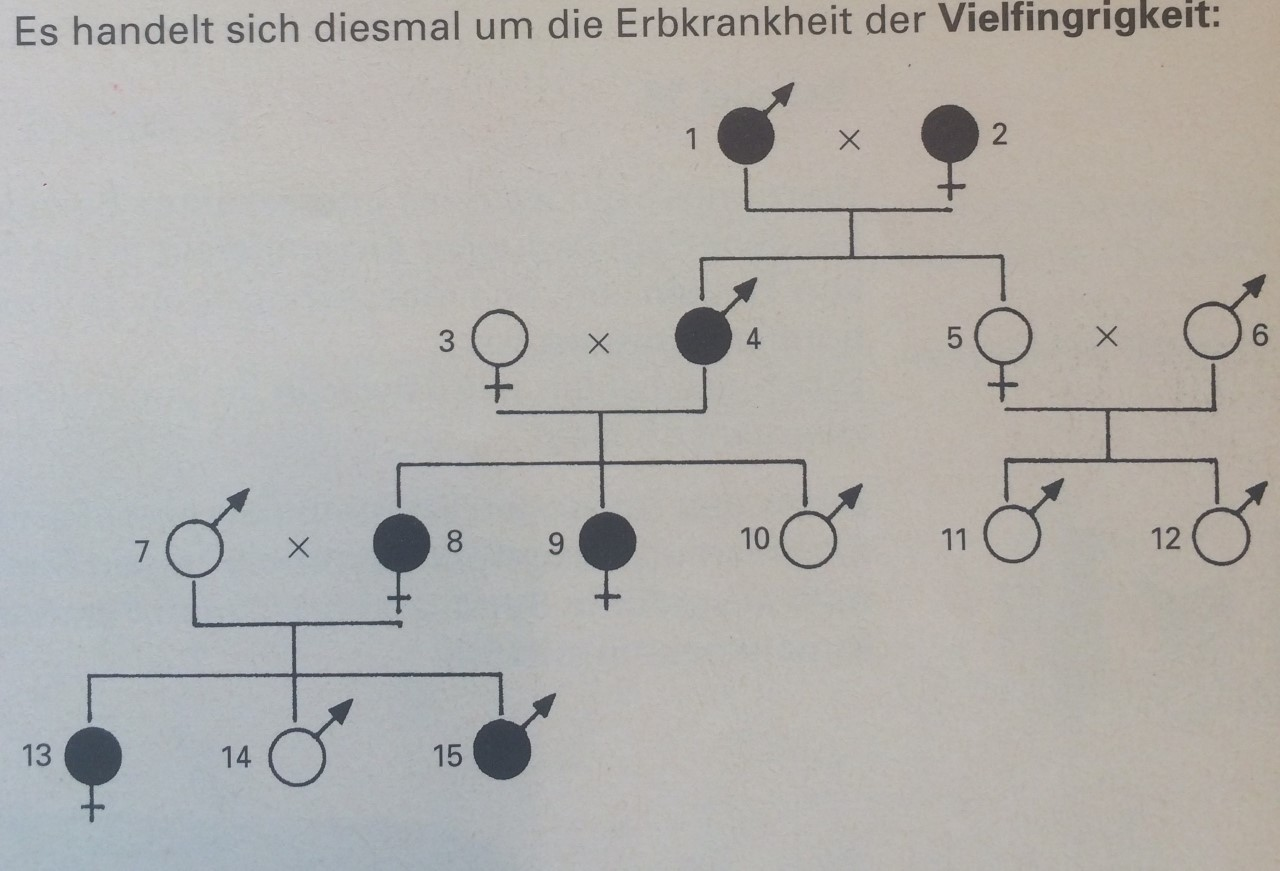 Es handelt sich diesmal um die Erbkrankheit der Vielfingrigkeit:
1 × 2
3 × 4 5 × 6
7 × 8 9 10 11 12
13 14 15